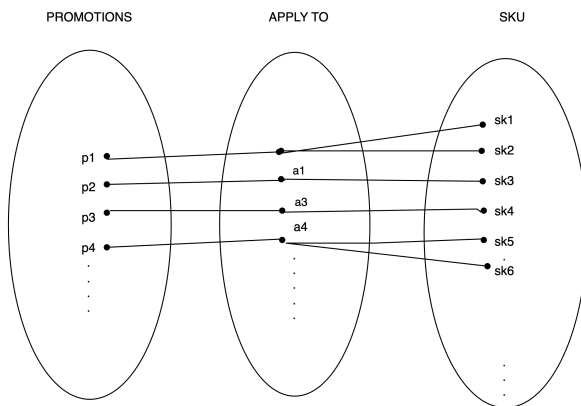 PROMOTIONS APPLY TO SKU
sk1
p1 sk2
a1
p2 sk3
a3
p3 sk4
a4
p4 sk5
sk6